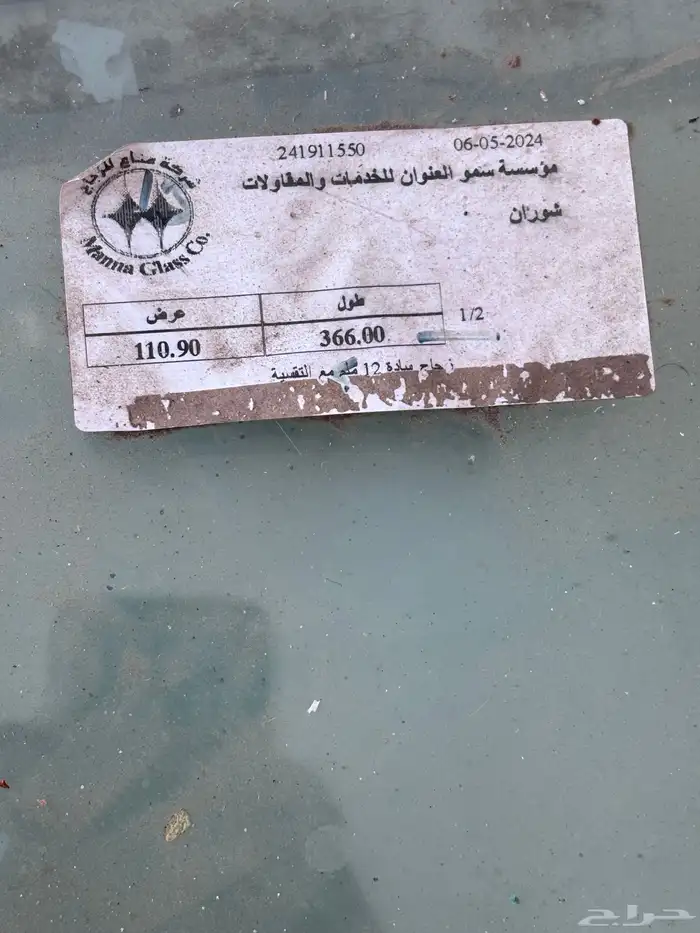 241911550 06-05-2024
مؤسسة سمو العنوان للخدمات والمقاولات
شوران
شركة مناع للزجاج
Manna Glass Co.
طول عرض
366.00 110.90
1/2
زجاج سادة 12 ملم مع التقسية
حراج